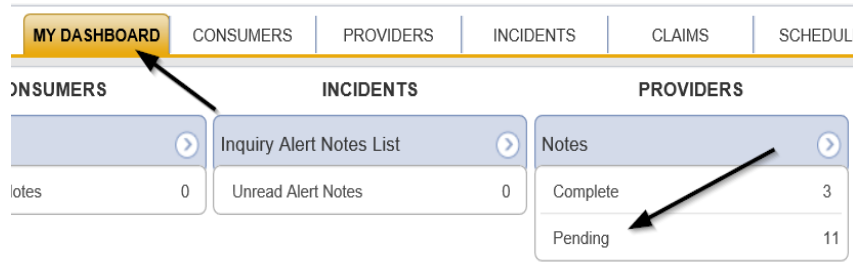 MY DASHBOARD CONSUMERS PROVIDERS INCIDENTS CLAIMS SCHEDUL
ONSUMERS INCIDENTS PROVIDERS
Inquiry Alert Notes List Notes
lotes 0 Unread Alert Notes 0 Complete 3
Pending 11